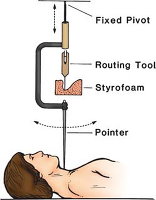 Fixed Pivot
Routing Tool
Styrofoam
Pointer